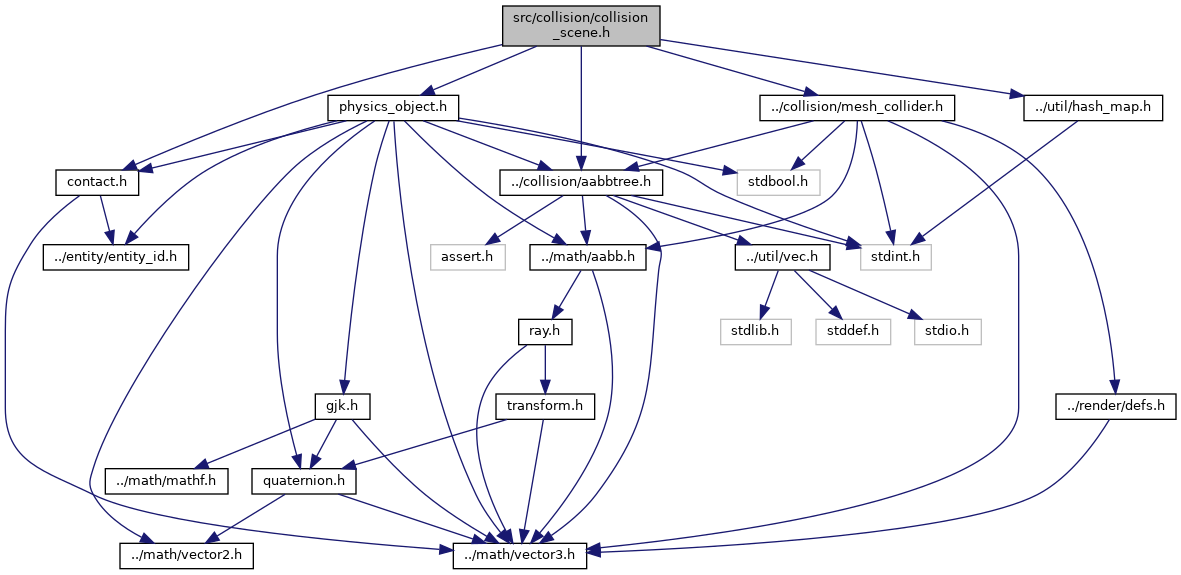 src/collision/collision
_scene.h
physics_object.h
../collision/mesh_collider.h
../util/hash_map.h
contact.h
../collision/aabbtree.h
stdbool.h
../entity/entity_id.h
assert.h
../math/aabb.h
../util/vec.h
stdint.h
ray.h
stdlib.h
stddef.h
stdio.h
gjk.h
transform.h
../render/defs.h
../math/mathf.h
quaternion.h
../math/vector2.h
../math/vector3.h